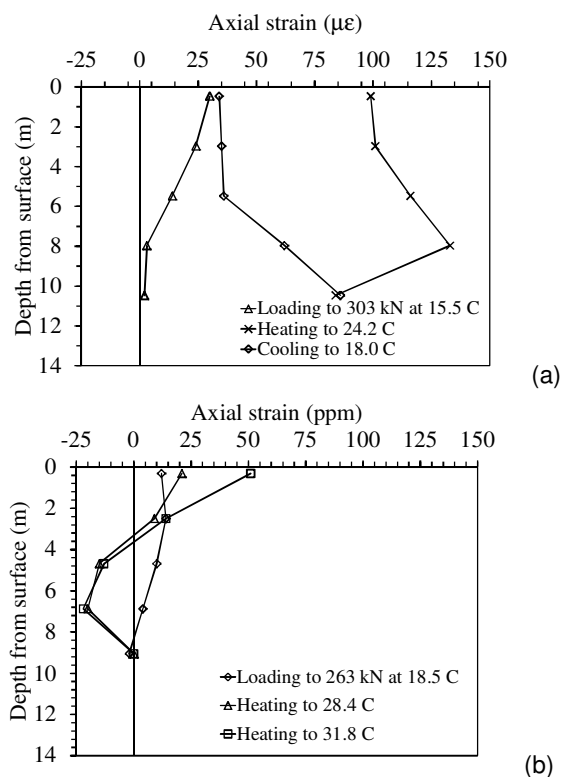 Axial strain (µε)
-25 0 25 50 75 100 125 150
0
2
4
6
8
10
12
14
Depth from surface (m)
Loading to 303 kN at 15.5 C
Heating to 24.2 C
Cooling to 18.0 C
(a)
Axial strain (ppm)
-25 0 25 50 75 100 125 150
0
2
4
6
8
10
12
14
Depth from surface (m)
Loading to 263 kN at 18.5 C
Heating to 28.4 C
Heating to 31.8 C
(b)